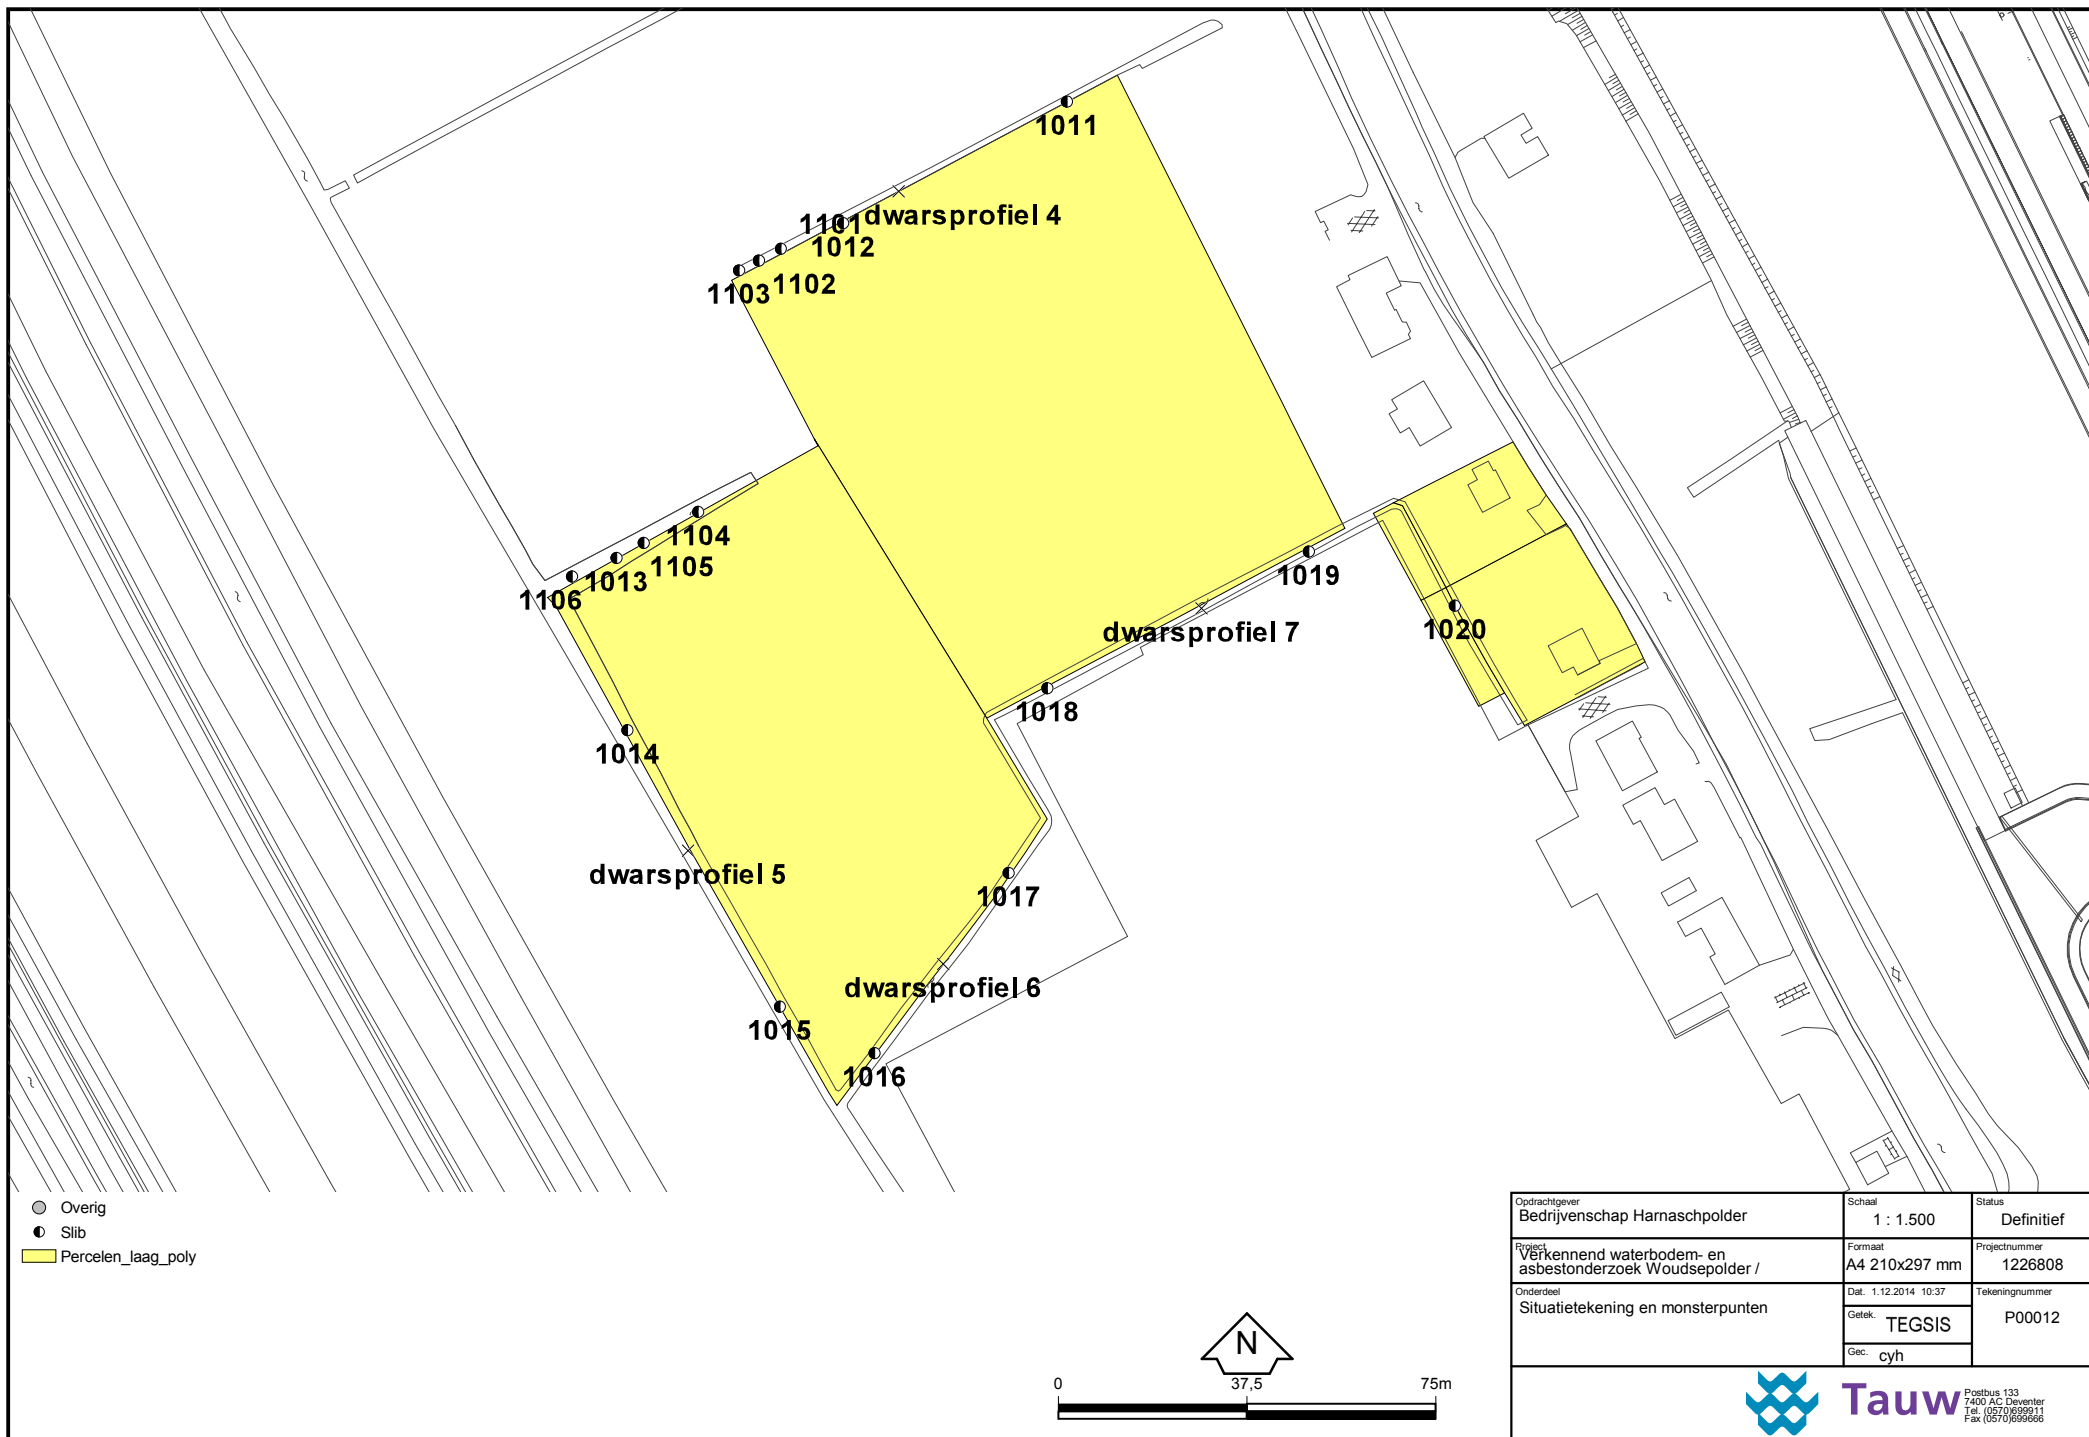 1011
dwarsprofiel 4
1101
1012
1102
1103
1104
1105
1013
1106
1019
1020
dwarsprofiel 7
1018
1014
dwarsprofiel 5
1017
dwarsprofiel 6
1015
1016
Overig
Slib
Percelen_laag_poly
N
0 37,5 75m
Opdrachtgever
Bedrijvenschap Harnaschpolder
Schaal
1 : 1.500
Status
Definitief
Project
Verkennend waterbodem- en
asbestonderzoek Woudsepolder /
Formaat
A4 210x297 mm
Projectnummer
1226808
Onderdeel
Situatietekening en monsterpunten
Dat. 1.12.2014 10:37
Getek. TEGSIS
Gec. cyh
Tekeningnummer
P00012
Tauw
Postbus 133
7400 AC Deventer
Tel. (0570)699911
Fax (0570)699666